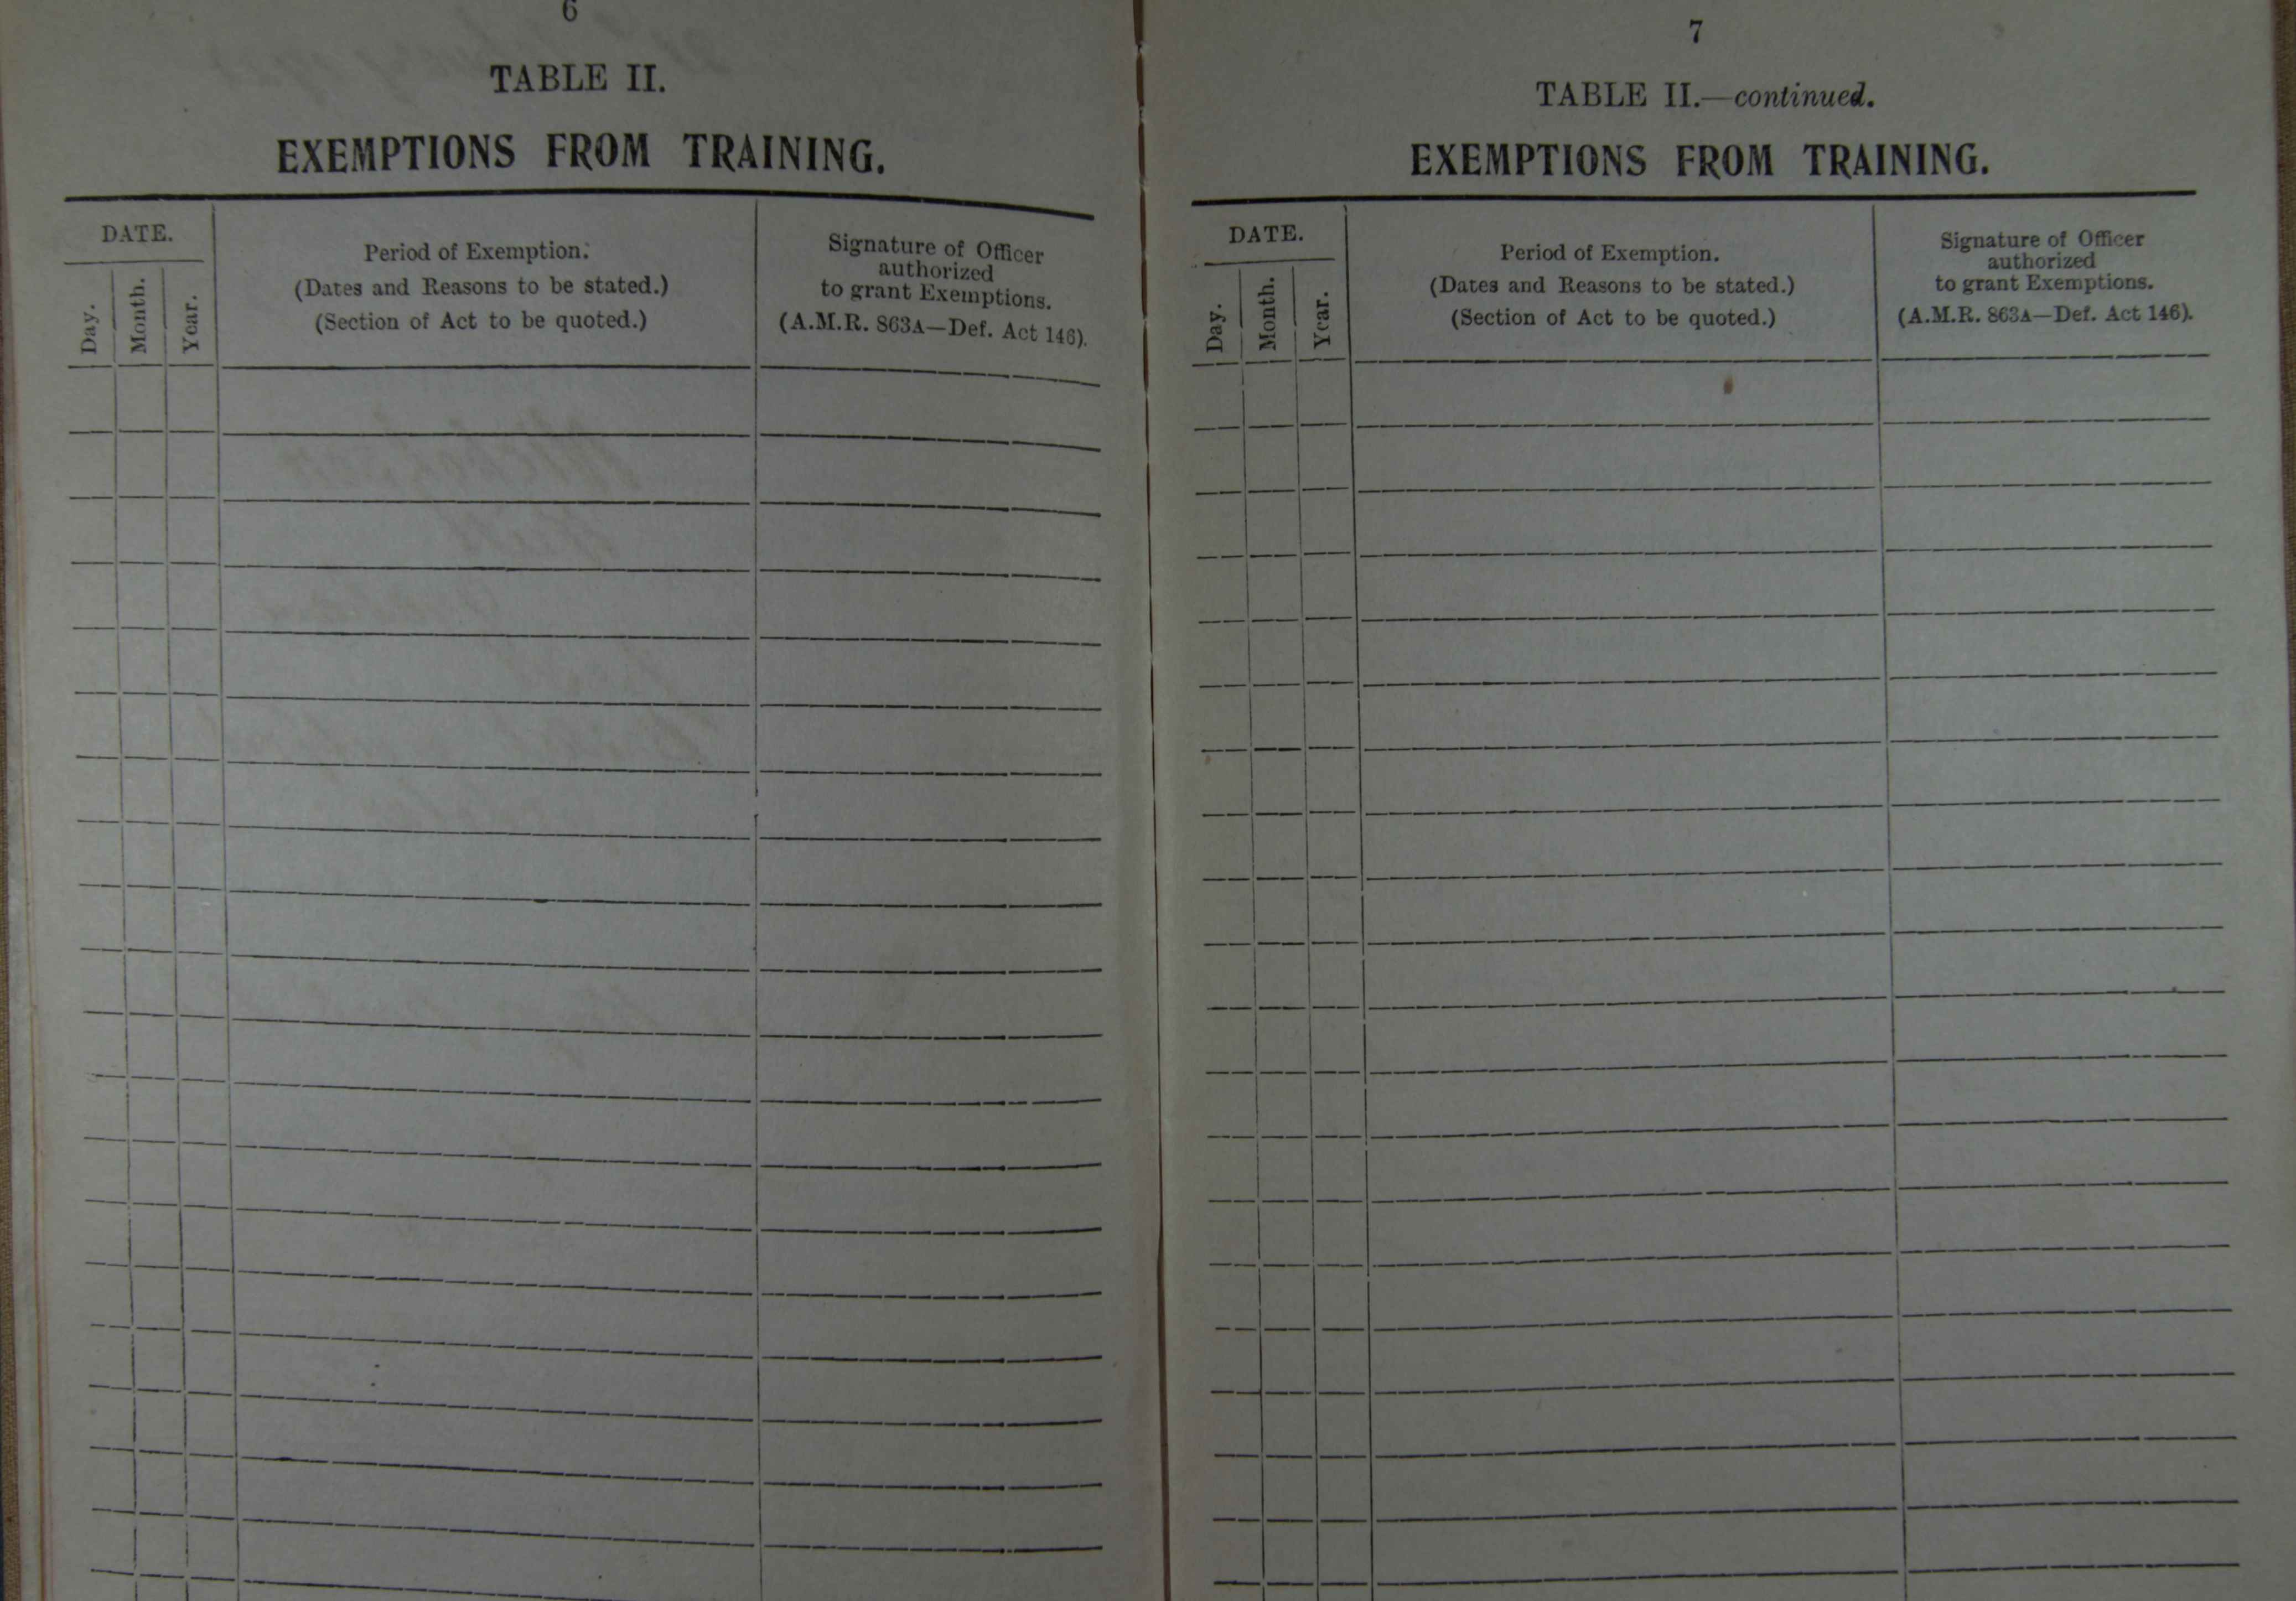 6
TABLE II.
EXEMPTIONS FROM TRAINING.
DATE.
Day.
Month.
Year.
Period of Exemption.
(Dates and Reasons to be stated.)
(Section of Act to be quoted.)
Signature of Officer
authorized
to grant Exemptions.
(A.M.R. 863A—Def. Act 146).
7
TABLE II.—continued.
EXEMPTIONS FROM TRAINING.
DATE.
Day.
Month.
Year.
Period of Exemption.
(Dates and Reasons to be stated.)
(Section of Act to be quoted.)
Signature of Officer
authorized
to grant Exemptions.
(A.M.R. 863A—Def. Act 146).